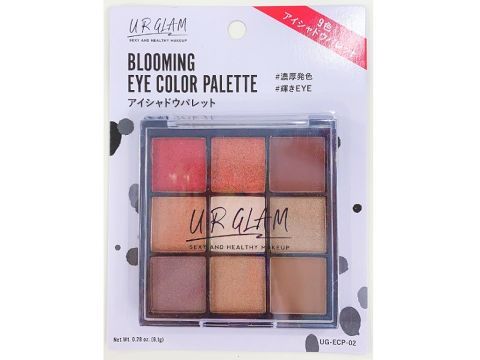 U R GLAM
SEXY AND HEALTHY MAKEUP
9色
アイシャドウパレット
BLOOMING
EYE COLOR PALETTE
アイシャドウパレット
#濃厚発色
#輝きEYE
U R GLAM
SEXY AND HEALTHY MAKEUP
Net Wt. 0.28 oz. (8.1g)
UG-ECP-02